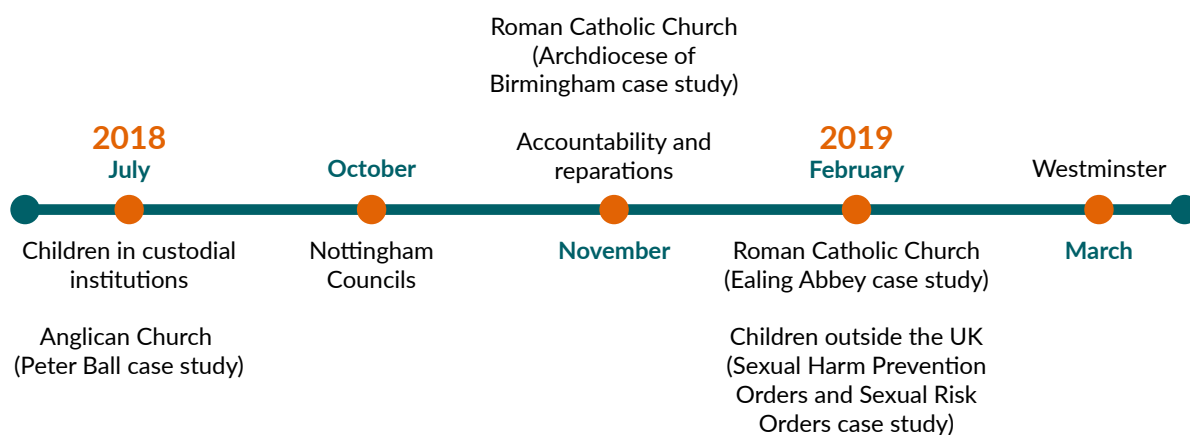 2018
July
Children in custodial
institutions
Anglican Church
(Peter Ball case study)
October
Nottingham
Councils
Roman Catholic Church
(Archdiocese of
Birmingham case study)
Accountability and
reparations
November
2019
February
Roman Catholic Church
(Ealing Abbey case study)
Children outside the UK
(Sexual Harm Prevention
Orders and Sexual Risk
Orders case study)
Westminster
March